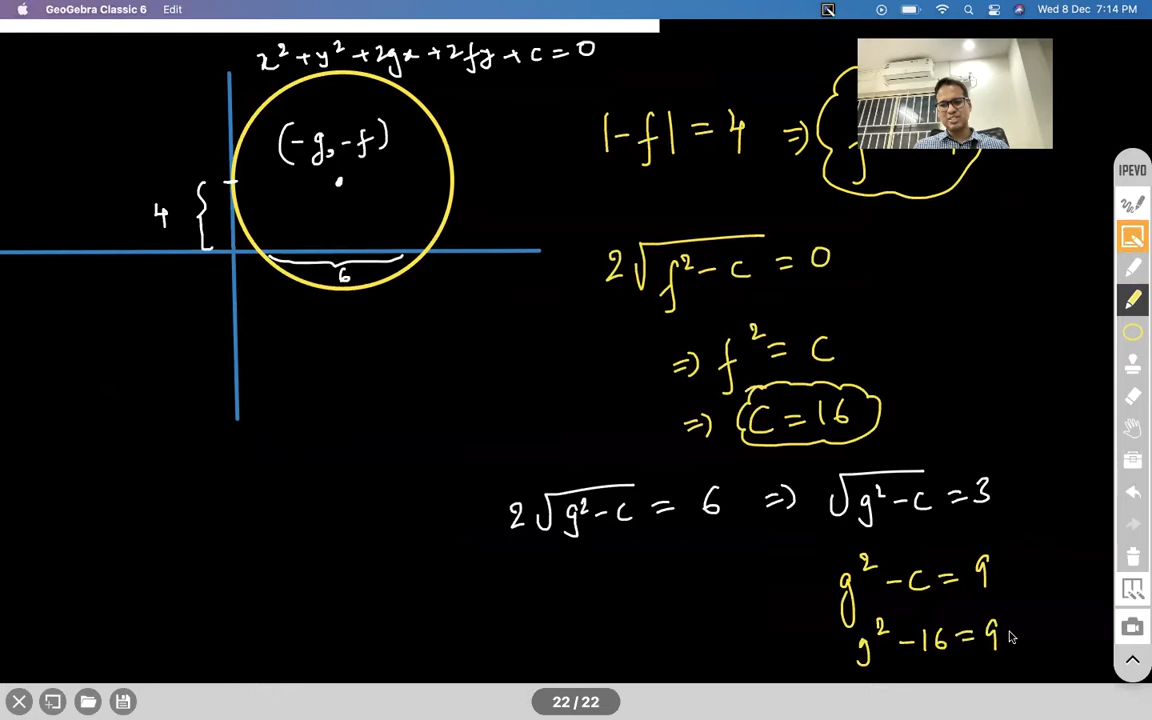 GeoGebra Classic 6 Edit Wed 8 Dec 7:14 PM
x² + y² + 2gx + 2fy + c = 0
(-g, -f)
4
6
|-f| = 4 ⇒
2√(f² - c) = 0
⇒ f² = c
⇒ c = 16
2√(g² - c) = 6 ⇒ √(g² - c) = 3
g² - c = 9
g² - 16 = 9
IPEVO
22/22